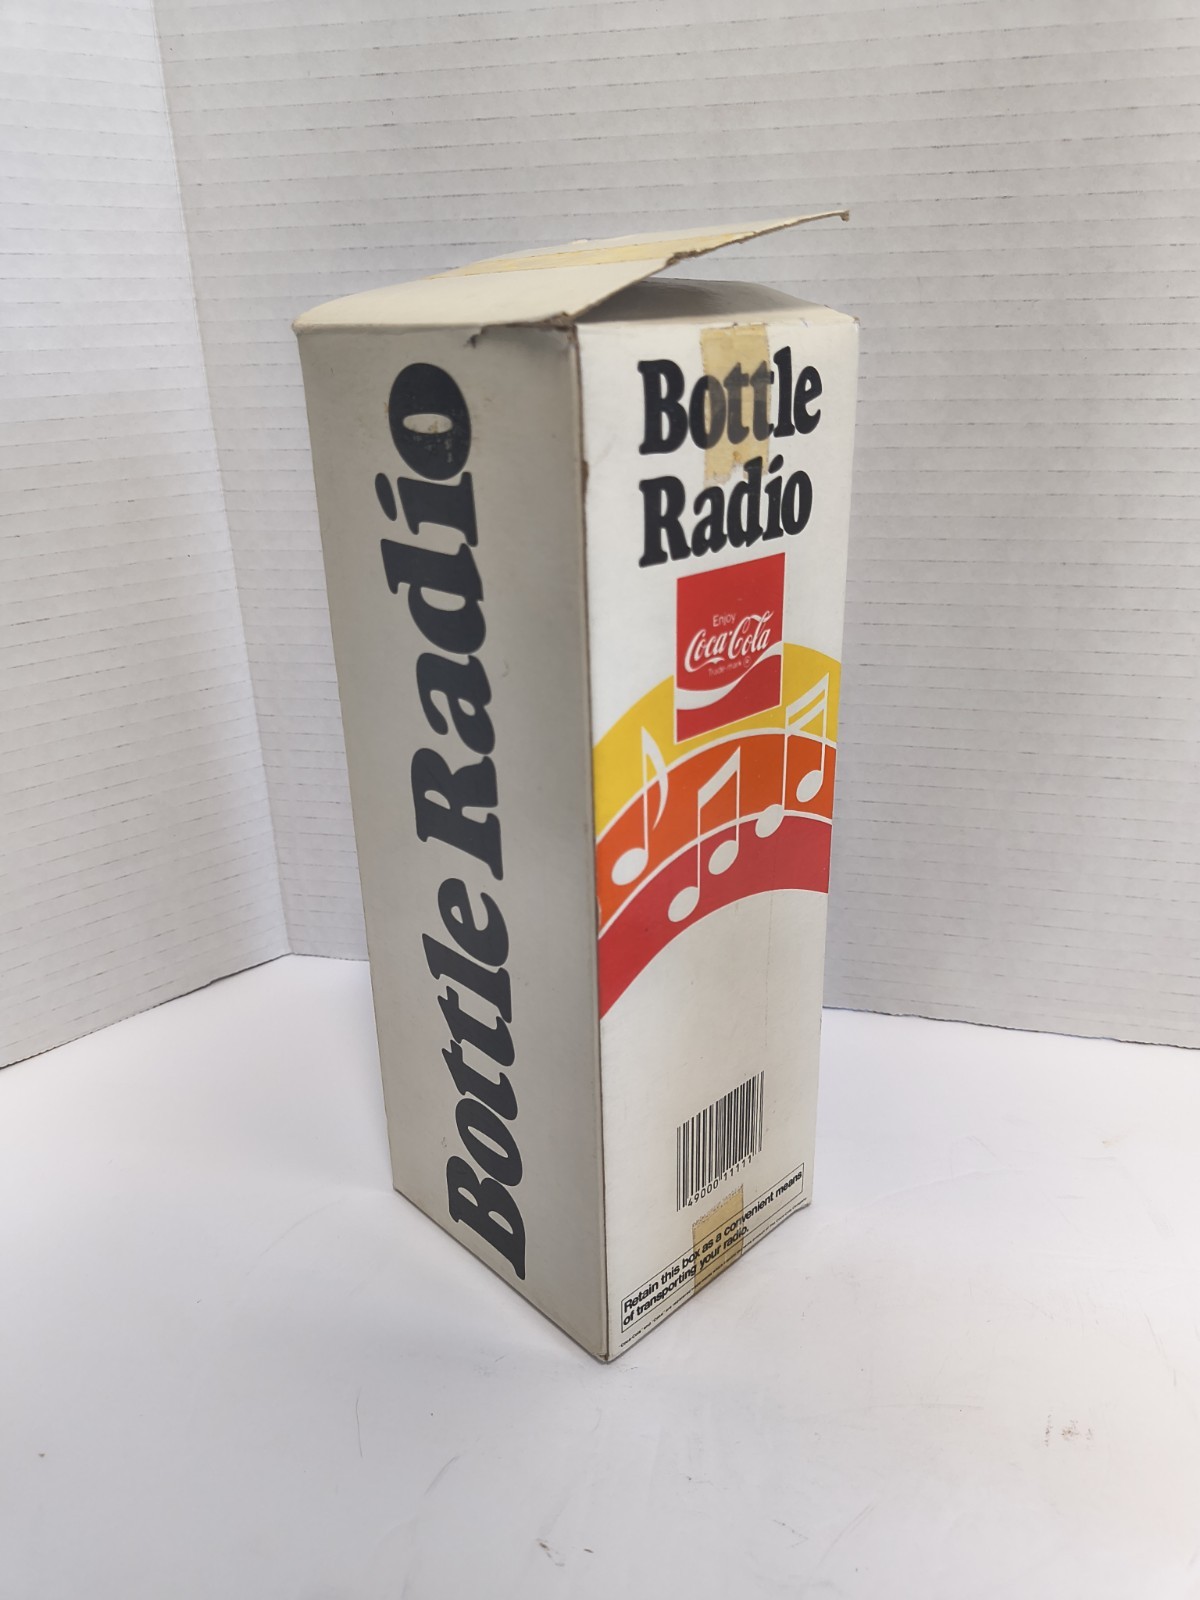 Bottle Radio
Bottle
Radio
Enjoy
Coca-Cola
Trade-mark ®
49000 11111
Retain this box as a convenient means
of transporting your radio.